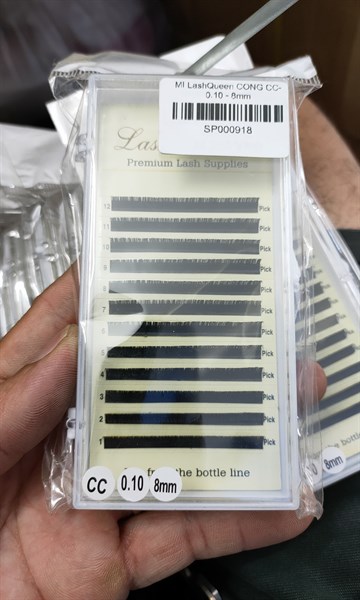 MI LashQueen CONG CC-
0.10 - 8mm
SP000918
Premium Lash Supplies
12 Pick
11 Pick
10 Pick
9 Pick
8 Pick
Pick
7 Pick
6 Pick
5 Pick
4 Pick
3 Pick
2 Pick
1 Pick
from the bottle line
CC 0.10 8mm
8mm